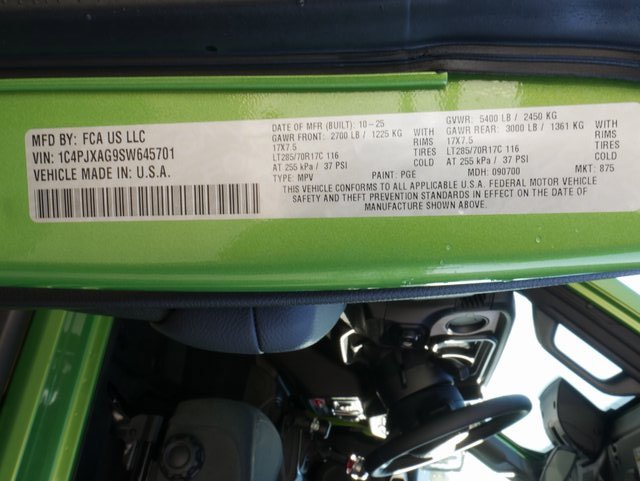 MFD BY: FCA US LLC
VIN: 1C4PJXAG9SW645701
VEHICLE MADE IN: U.S.A.
DATE OF MFR (BUILT): 10-25
GAWR FRONT: 2700 LB / 1225 KG WITH
17X7.5 RIMS
LT285/70R17C 116 TIRES
AT 255 kPa / 37 PSI COLD
GVWR: 5400 LB / 2450 KG
GAWR REAR: 3000 LB / 1361 KG WITH
17X7.5 RIMS
LT285/70R17C 116 TIRES
AT 255 kPa / 37 PSI COLD
PAINT: PGE MDH: 090700 MKT: 875
THIS VEHICLE CONFORMS TO ALL APPLICABLE U.S.A. FEDERAL MOTOR VEHICLE
SAFETY AND THEFT PREVENTION STANDARDS IN EFFECT ON THE DATE OF
MANUFACTURE SHOWN ABOVE.